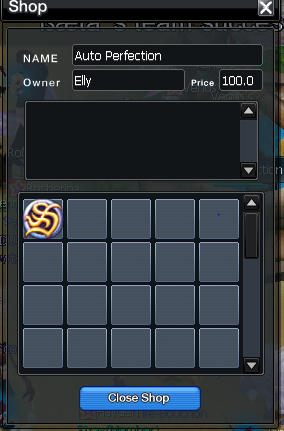 Shop
NAME Auto Perfection
Owner Elly Price 100.0
S
Close Shop